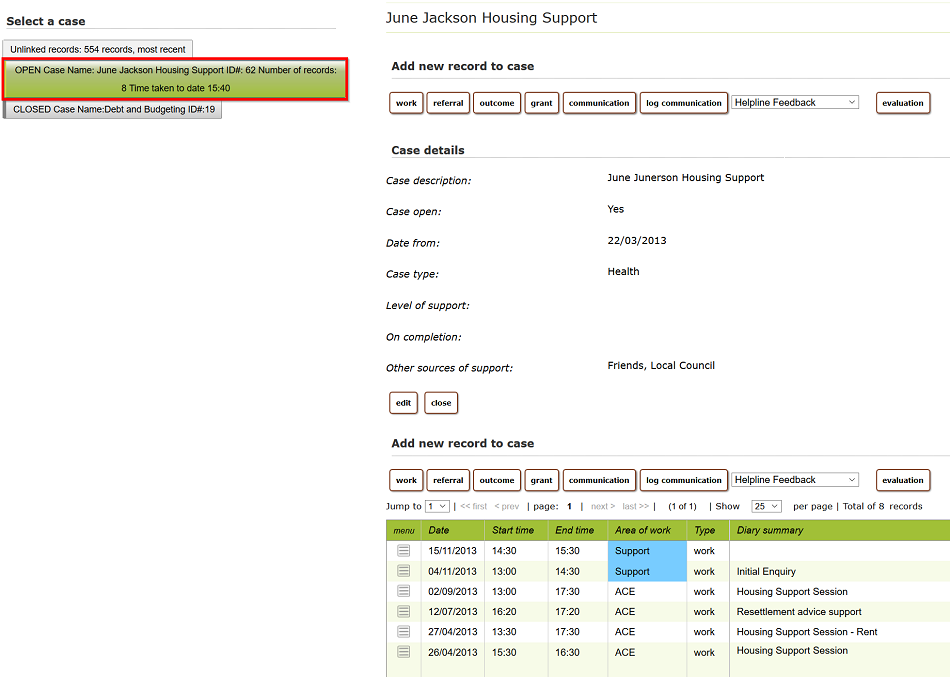 Select a case
Unlinked records: 554 records, most recent
OPEN Case Name: June Jackson Housing Support ID#: 62 Number of records:
8 Time taken to date 15:40
CLOSED Case Name:Debt and Budgeting ID#:19
June Jackson Housing Support
Add new record to case
work referral outcome grant communication log communication Helpline Feedback evaluation
Case details
Case description: June Junerson Housing Support
Case open: Yes
Date from: 22/03/2013
Case type: Health
Level of support:
On completion:
Other sources of support: Friends, Local Council
edit close
Add new record to case
work referral outcome grant communication log communication Helpline Feedback evaluation
Jump to 1 | << first < prev | page: 1 | next > last >> | (1 of 1) | Show 25 per page | Total of 8 records
menu Date Start time End time Area of work Type Diary summary
15/11/2013 14:30 15:30 Support work
04/11/2013 13:00 14:30 Support work Initial Enquiry
02/09/2013 13:00 17:30 ACE work Housing Support Session
12/07/2013 16:20 17:20 ACE work Resettlement advice support
27/04/2013 13:30 17:30 ACE work Housing Support Session - Rent
26/04/2013 15:30 16:30 ACE work Housing Support Session